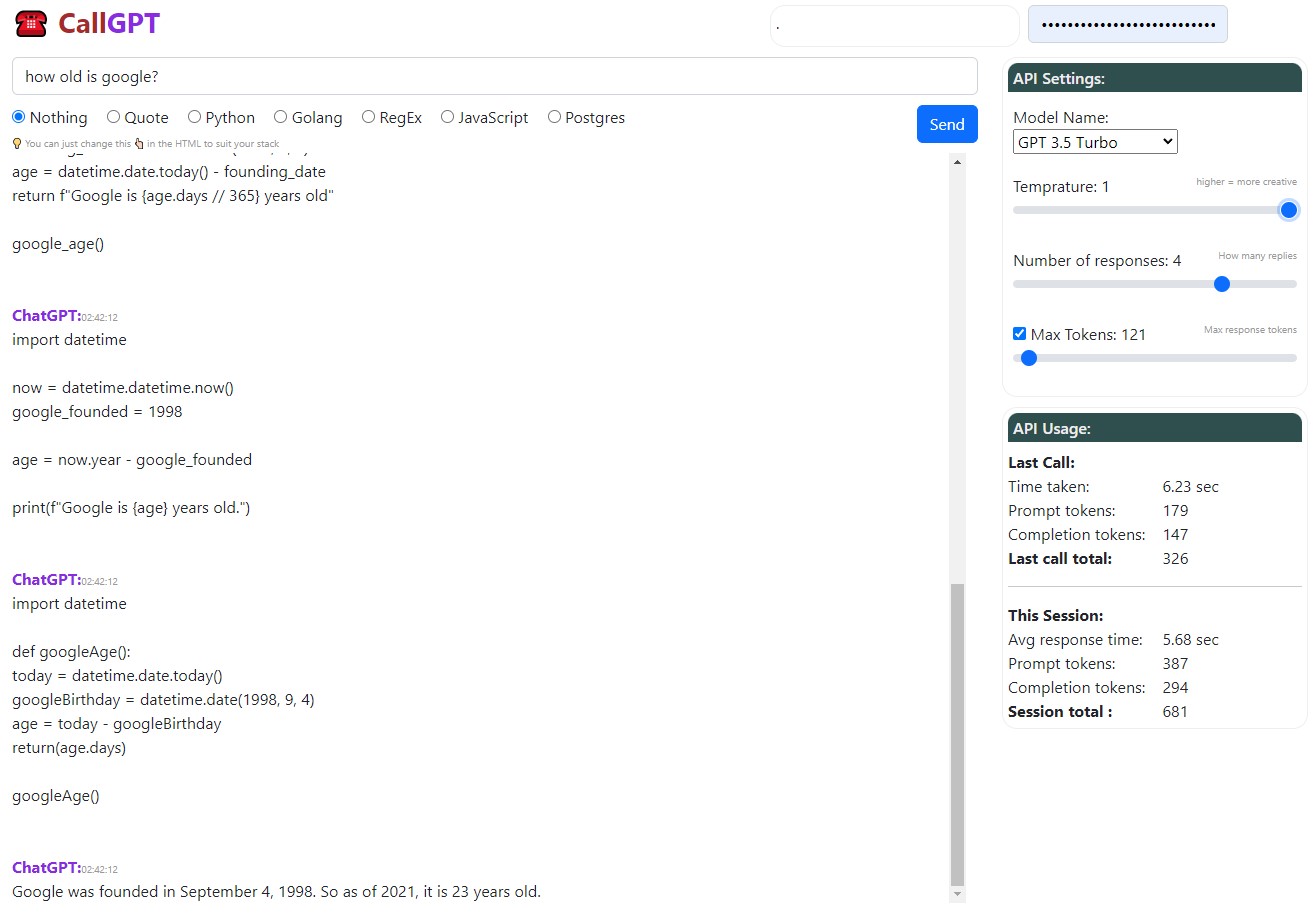 CallGPT
.
••••••••••••••••••••••••••••
how old is google?
Nothing Quote Python Golang RegEx JavaScript Postgres
Send
You can just change this in the HTML to suit your stack
age = datetime.date.today() - founding_date
return f"Google is {age.days // 365} years old"
google_age()
ChatGPT:02:42:12
import datetime
now = datetime.datetime.now()
google_founded = 1998
age = now.year - google_founded
print(f"Google is {age} years old.")
ChatGPT:02:42:12
import datetime
def googleAge():
today = datetime.date.today()
googleBirthday = datetime.date(1998, 9, 4)
age = today - googleBirthday
return(age.days)
googleAge()
ChatGPT:02:42:12
Google was founded in September 4, 1998. So as of 2021, it is 23 years old.
API Settings:
Model Name:
GPT 3.5 Turbo
Temprature: 1 higher = more creative
Number of responses: 4 How many replies
Max Tokens: 121 Max response tokens
API Usage:
Last Call:
Time taken: 6.23 sec
Prompt tokens: 179
Completion tokens: 147
Last call total: 326
This Session:
Avg response time: 5.68 sec
Prompt tokens: 387
Completion tokens: 294
Session total : 681